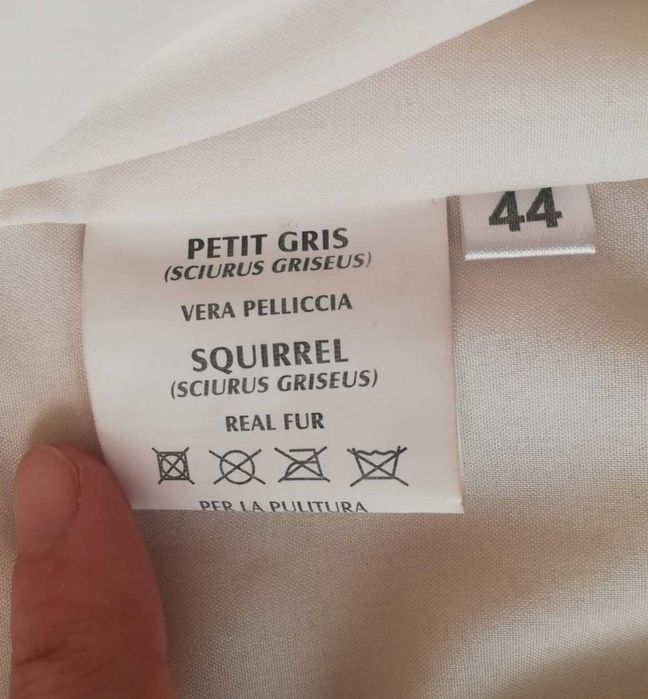 44
PETIT GRIS
(SCIURUS GRISEUS)
VERA PELLICCIA
SQUIRREL
(SCIURUS GRISEUS)
REAL FUR
PER LA PULITURA